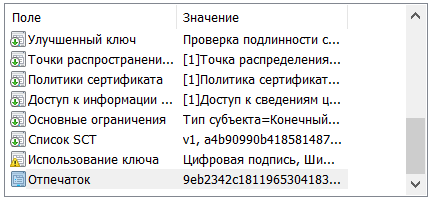 Поле Значение
Улучшенный ключ Проверка подлинности с...
Точки распространени... [1]Точка распределения...
Политики сертификата [1]Политика сертификат...
Доступ к информации ... [1]Доступ к сведениям ц...
Основные ограничения Тип субъекта=Конечный...
Список SCT v1, a4b90990b418581487...
Использование ключа Цифровая подпись, Ши...
Отпечаток 9eb2342c1811965304183...